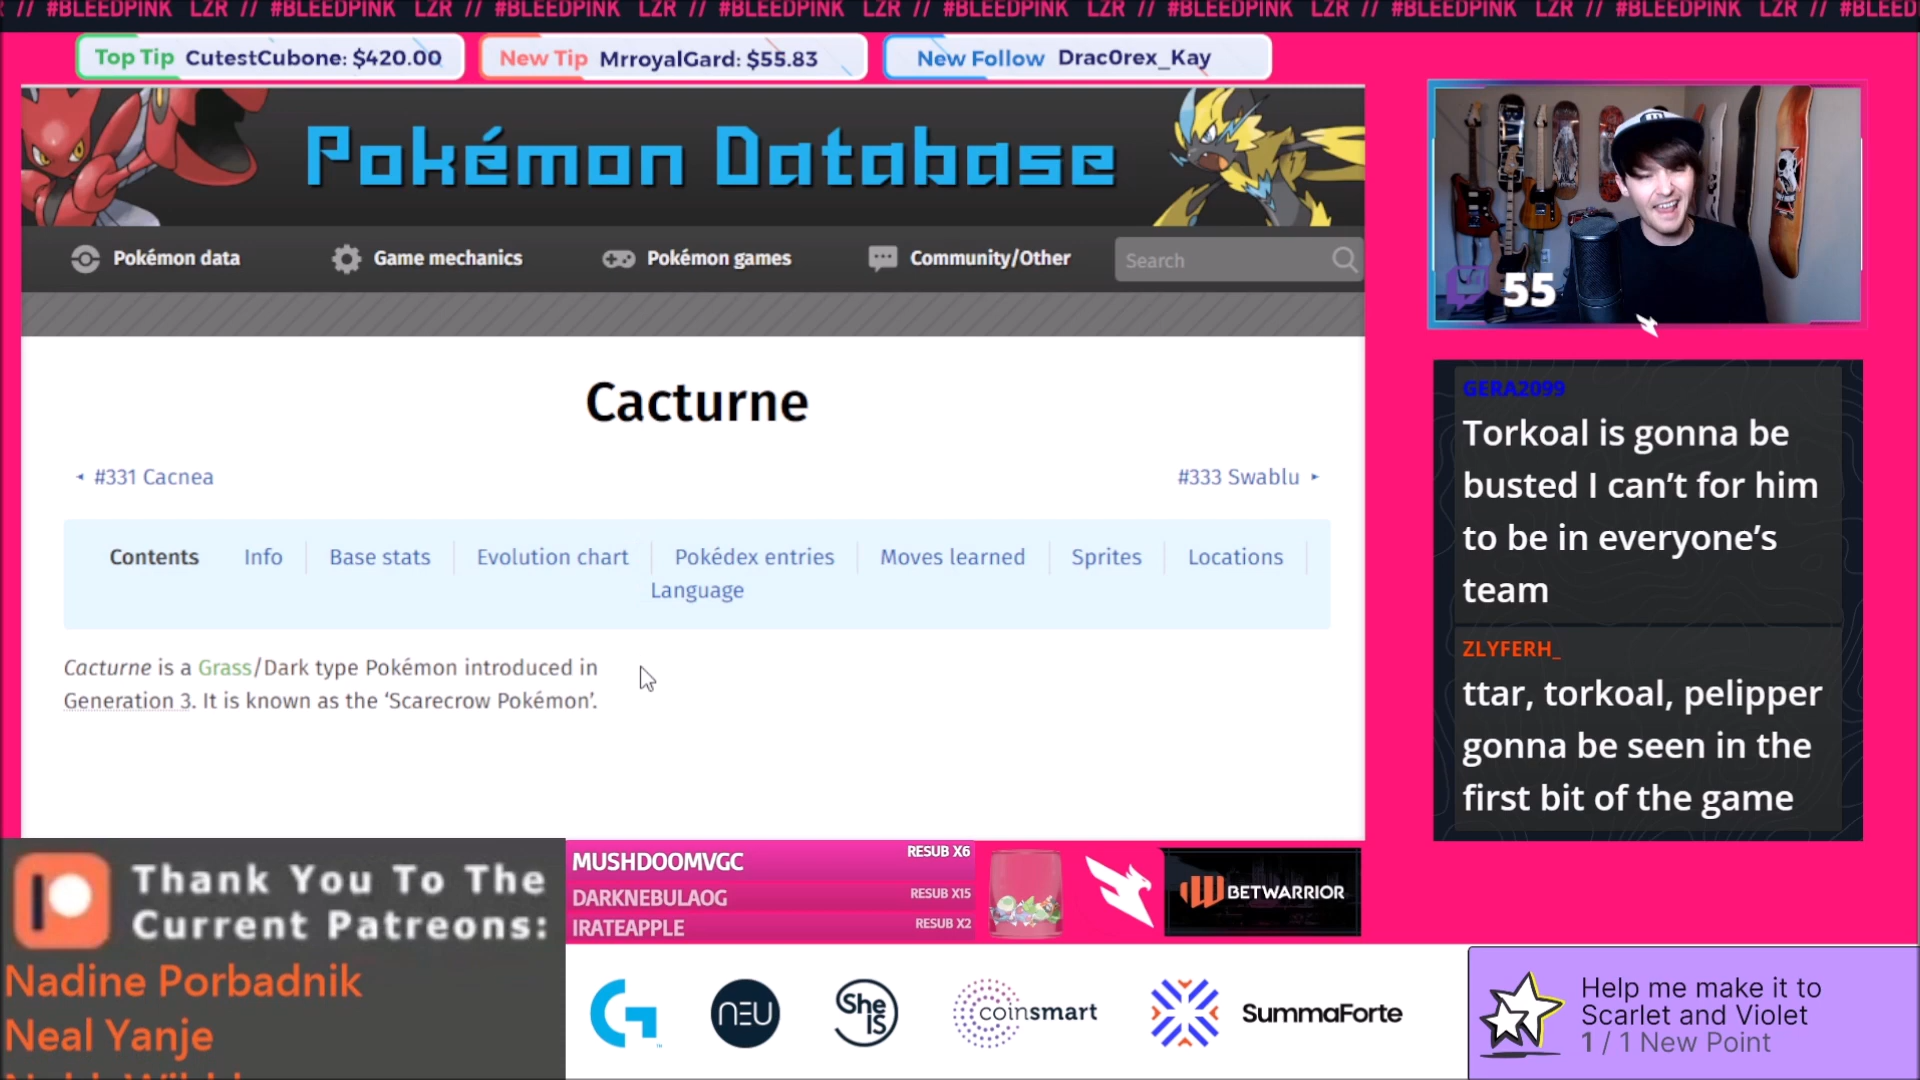 // #BLEEDPINK LZR // #BLEEDPINK LZR // #BLEEDPINK LZR // #BLEEDPINK LZR // #BLEEDPINK LZR // #BLEEDPINK LZR // #BLEEDPINK LZR // #BLEEDPINK LZR // #BLEED
Top Tip CutestCubone: $420.00
New Tip MrroyalGard: $55.83
New Follow Drac0rex_Kay
Pokémon Database
Pokémon data
Game mechanics
Pokémon games
Community/Other
Search
55
Cacturne
◂ #331 Cacnea
#333 Swablu ▸
Contents Info Base stats Evolution chart Pokédex entries Moves learned Sprites Locations
Language
Cacturne is a Grass/Dark type Pokémon introduced in
Generation 3. It is known as the ‘Scarecrow Pokémon’.
GERA2099
Torkoal is gonna be
busted I can’t for him
to be in everyone’s
team
ZLYFERH_
ttar, torkoal, pelipper
gonna be seen in the
first bit of the game
Thank You To The
Current Patreons:
Nadine Porbadnik
Neal Yanje
MUSHDOOMVGC RESUB X6
DARKNEBULAOG RESUB X15
IRATEAPPLE RESUB X2
BETWARRIOR
NEU
She
IS
coinsmart
SummaForte
Help me make it to
Scarlet and Violet
1 / 1 New Point